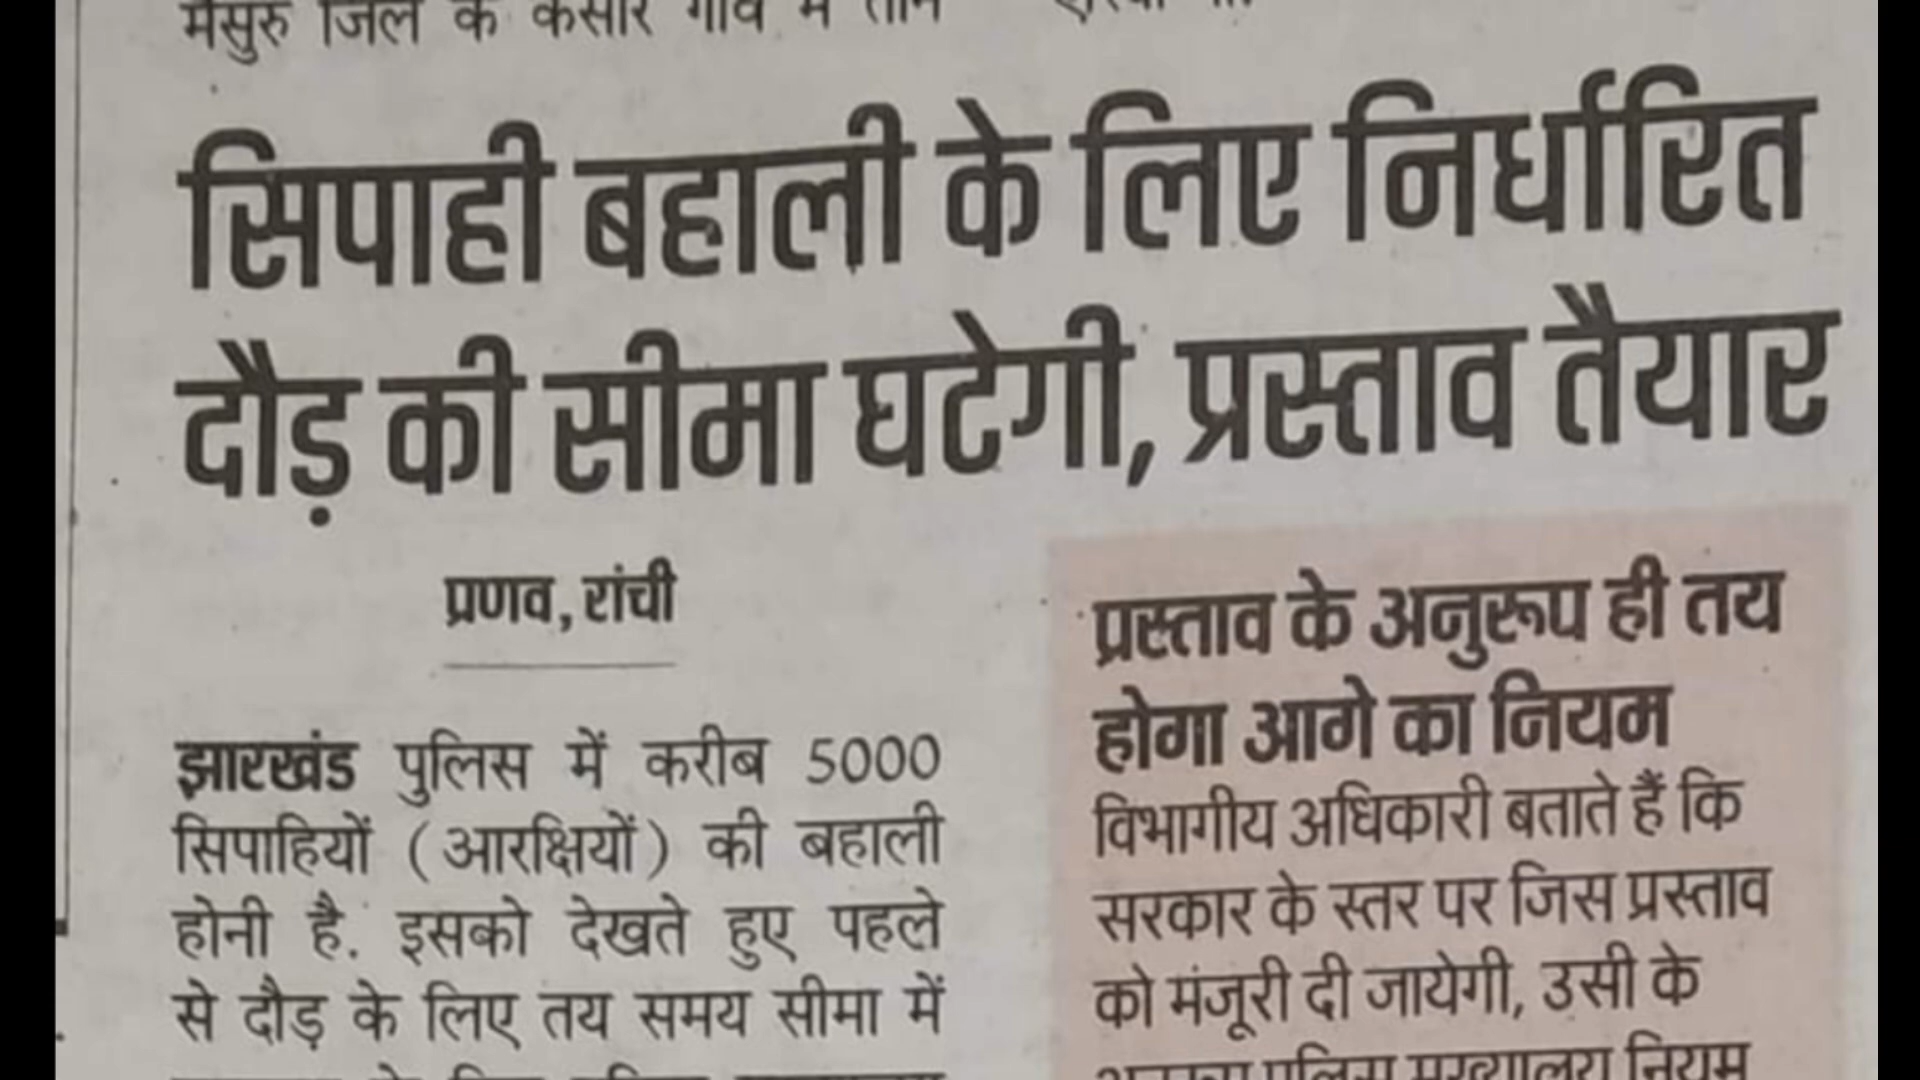 सिपाही बहाली के लिए निर्धारित
दौड़ की सीमा घटेगी, प्रस्ताव तैयार
प्रणव, रांची
झारखंड पुलिस में करीब 5000
सिपाहियों (आरक्षियों) की बहाली
होनी है. इसको देखते हुए पहले
से दौड़ के लिए तय समय सीमा में
प्रस्ताव के अनुरूप ही तय
होगा आगे का नियम
विभागीय अधिकारी बताते हैं कि
सरकार के स्तर पर जिस प्रस्ताव
को मंजूरी दी जायेगी, उसी के